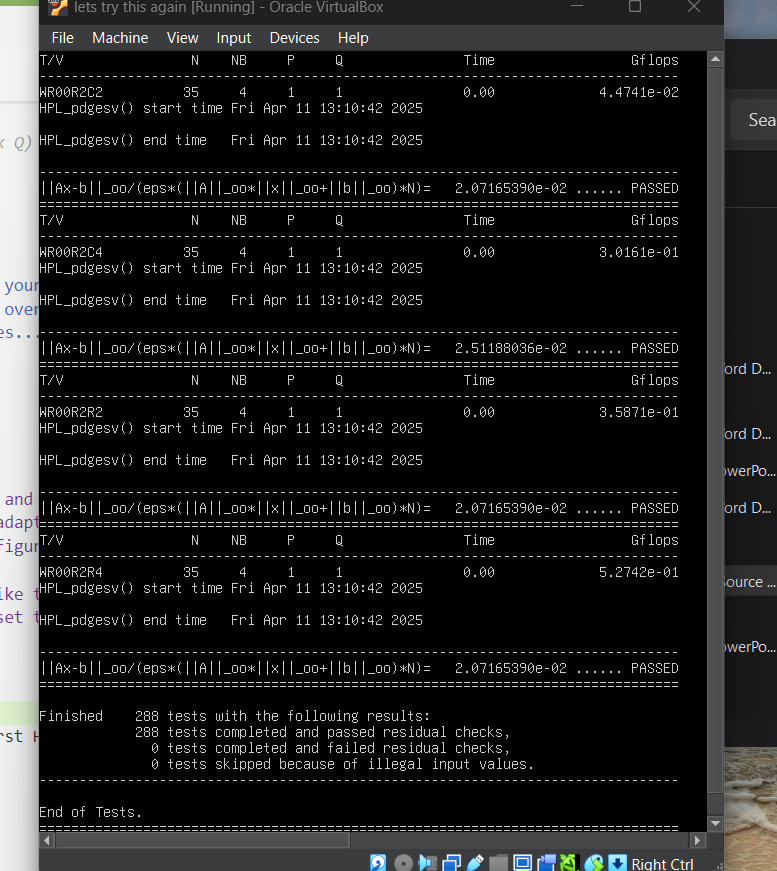 lets try this again [Running] - Oracle VirtualBox
File Machine View Input Devices Help
T/V                N    NB     P     Q               Time                 Gflops
--------------------------------------------------------------------------------
WR00R2C2          35     4     1     1               0.00             4.4741e-02
HPL_pdgesv() start time Fri Apr 11 13:10:42 2025
HPL_pdgesv() end time   Fri Apr 11 13:10:42 2025
--------------------------------------------------------------------------------
||Ax-b||_oo/(eps*(||A||_oo*||x||_oo+||b||_oo)*N)=   2.07165390e-02 ...... PASSED
================================================================================
T/V                N    NB     P     Q               Time                 Gflops
--------------------------------------------------------------------------------
WR00R2C4          35     4     1     1               0.00             3.0161e-01
HPL_pdgesv() start time Fri Apr 11 13:10:42 2025
HPL_pdgesv() end time   Fri Apr 11 13:10:42 2025
--------------------------------------------------------------------------------
||Ax-b||_oo/(eps*(||A||_oo*||x||_oo+||b||_oo)*N)=   2.51188036e-02 ...... PASSED
================================================================================
T/V                N    NB     P     Q               Time                 Gflops
--------------------------------------------------------------------------------
WR00R2R2          35     4     1     1               0.00             3.5871e-01
HPL_pdgesv() start time Fri Apr 11 13:10:42 2025
HPL_pdgesv() end time   Fri Apr 11 13:10:42 2025
--------------------------------------------------------------------------------
||Ax-b||_oo/(eps*(||A||_oo*||x||_oo+||b||_oo)*N)=   2.07165390e-02 ...... PASSED
================================================================================
T/V                N    NB     P     Q               Time                 Gflops
--------------------------------------------------------------------------------
WR00R2R4          35     4     1     1               0.00             5.2742e-01
HPL_pdgesv() start time Fri Apr 11 13:10:42 2025
HPL_pdgesv() end time   Fri Apr 11 13:10:42 2025
--------------------------------------------------------------------------------
||Ax-b||_oo/(eps*(||A||_oo*||x||_oo+||b||_oo)*N)=   2.07165390e-02 ...... PASSED
================================================================================
Finished    288 tests with the following results:
            288 tests completed and passed residual checks,
              0 tests completed and failed residual checks,
              0 tests skipped because of illegal input values.
--------------------------------------------------------------------------------
End of Tests.
================================================================================
Right Ctrl
Q)
your
over
es...
and
adapt
figur
ike t
set t
rst H
Sea
ord D...
ord D...
owerPo...
ord D...
Source ...
owerPo...